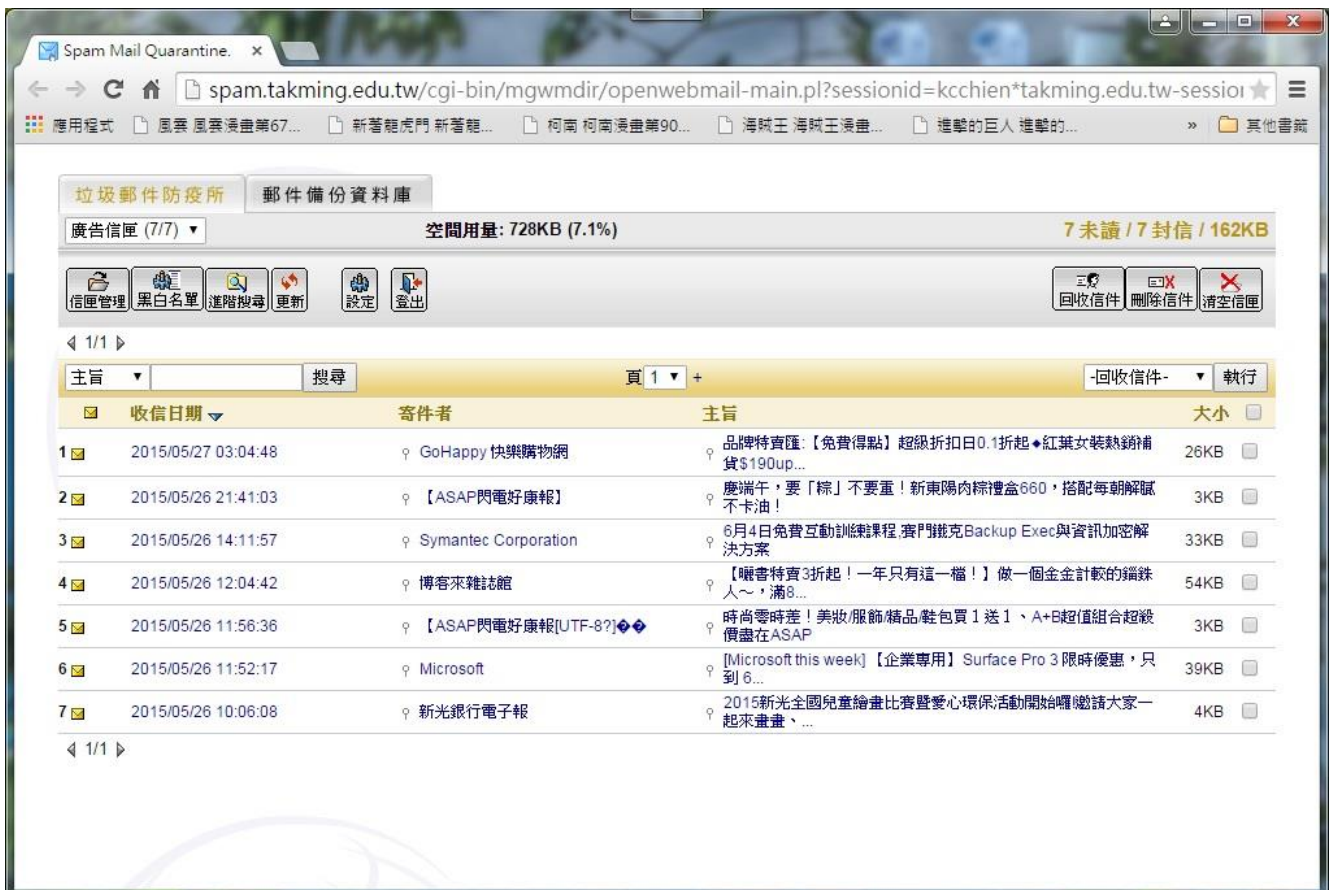 Spam Mail Quarantine.
spam.takming.edu.tw/cgi-bin/mgwmdir/openwebmail-main.pl?sessionid=kcchien*takming.edu.tw-session
應用程式 風雲 風雲漫畫第67... 新著龍虎門 新著龍... 柯南 柯南漫畫第90... 海賊王 海賊王漫畫... 進擊的巨人 進擊的... » 其他書籤
垃圾郵件防疫所 郵件備份資料庫
廣告信匣 (7/7) 空間用量: 728KB (7.1%) 7 未讀 / 7 封信 / 162KB
信匣管理 黑白名單 進階搜尋 更新 設定 登出 回收信件 刪除信件 清空信匣
1/1
主旨 搜尋 頁 1 + -回收信件- 執行
收信日期 寄件者 主旨 大小
1 2015/05/27 03:04:48 GoHappy 快樂購物網 品牌特賣匯:【免費得點】超級折扣日0.1折起◆紅葉女裝熱銷補
貨$190up... 26KB
2 2015/05/26 21:41:03 【ASAP閃電好康報】 慶端午,要「粽」不要重!新東陽肉粽禮盒660,搭配每朝解膩
不卡油! 3KB
3 2015/05/26 14:11:57 Symantec Corporation 6月4日免費互動訓練課程,賽門鐵克Backup Exec與資訊加密解
決方案 33KB
4 2015/05/26 12:04:42 博客來雜誌館 【曬書特賣3折起!一年只有這一檔!】做一個金金計較的錙銖
人~,滿8... 54KB
5 2015/05/26 11:56:36 【ASAP閃電好康報[UTF-8?]�� 時尚零時差!美妝/服飾/精品/鞋包買1送1、A+B超值組合超殺
價盡在ASAP 3KB
6 2015/05/26 11:52:17 Microsoft [Microsoft this week]【企業專用】Surface Pro 3 限時優惠,只
到 6... 39KB
7 2015/05/26 10:06:08 新光銀行電子報 2015新光全國兒童繪畫比賽暨愛心環保活動開始囉!邀請大家一
起來畫畫、... 4KB
1/1